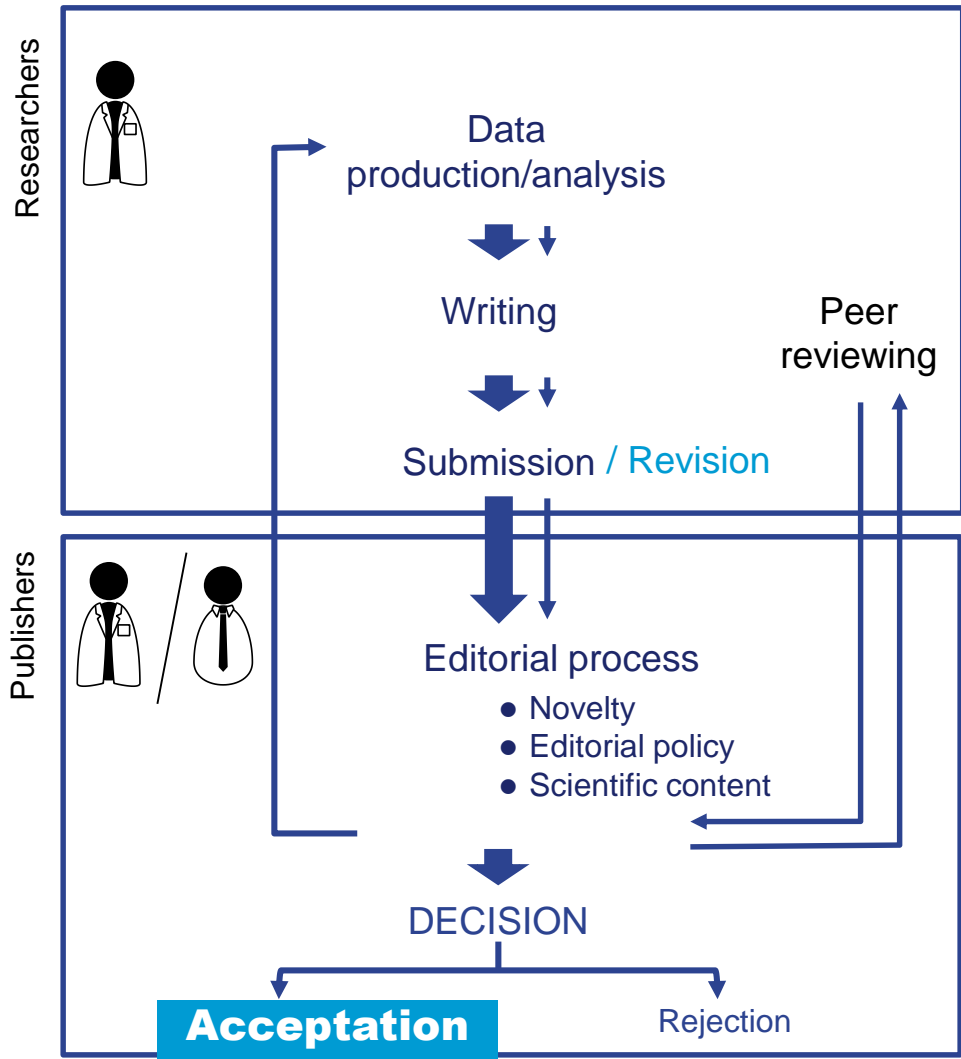 Researchers
Data
production/analysis
Writing
Peer
reviewing
Submission / Revision
Publishers
Editorial process
● Novelty
● Editorial policy
● Scientific content
DECISION
Acceptation
Rejection